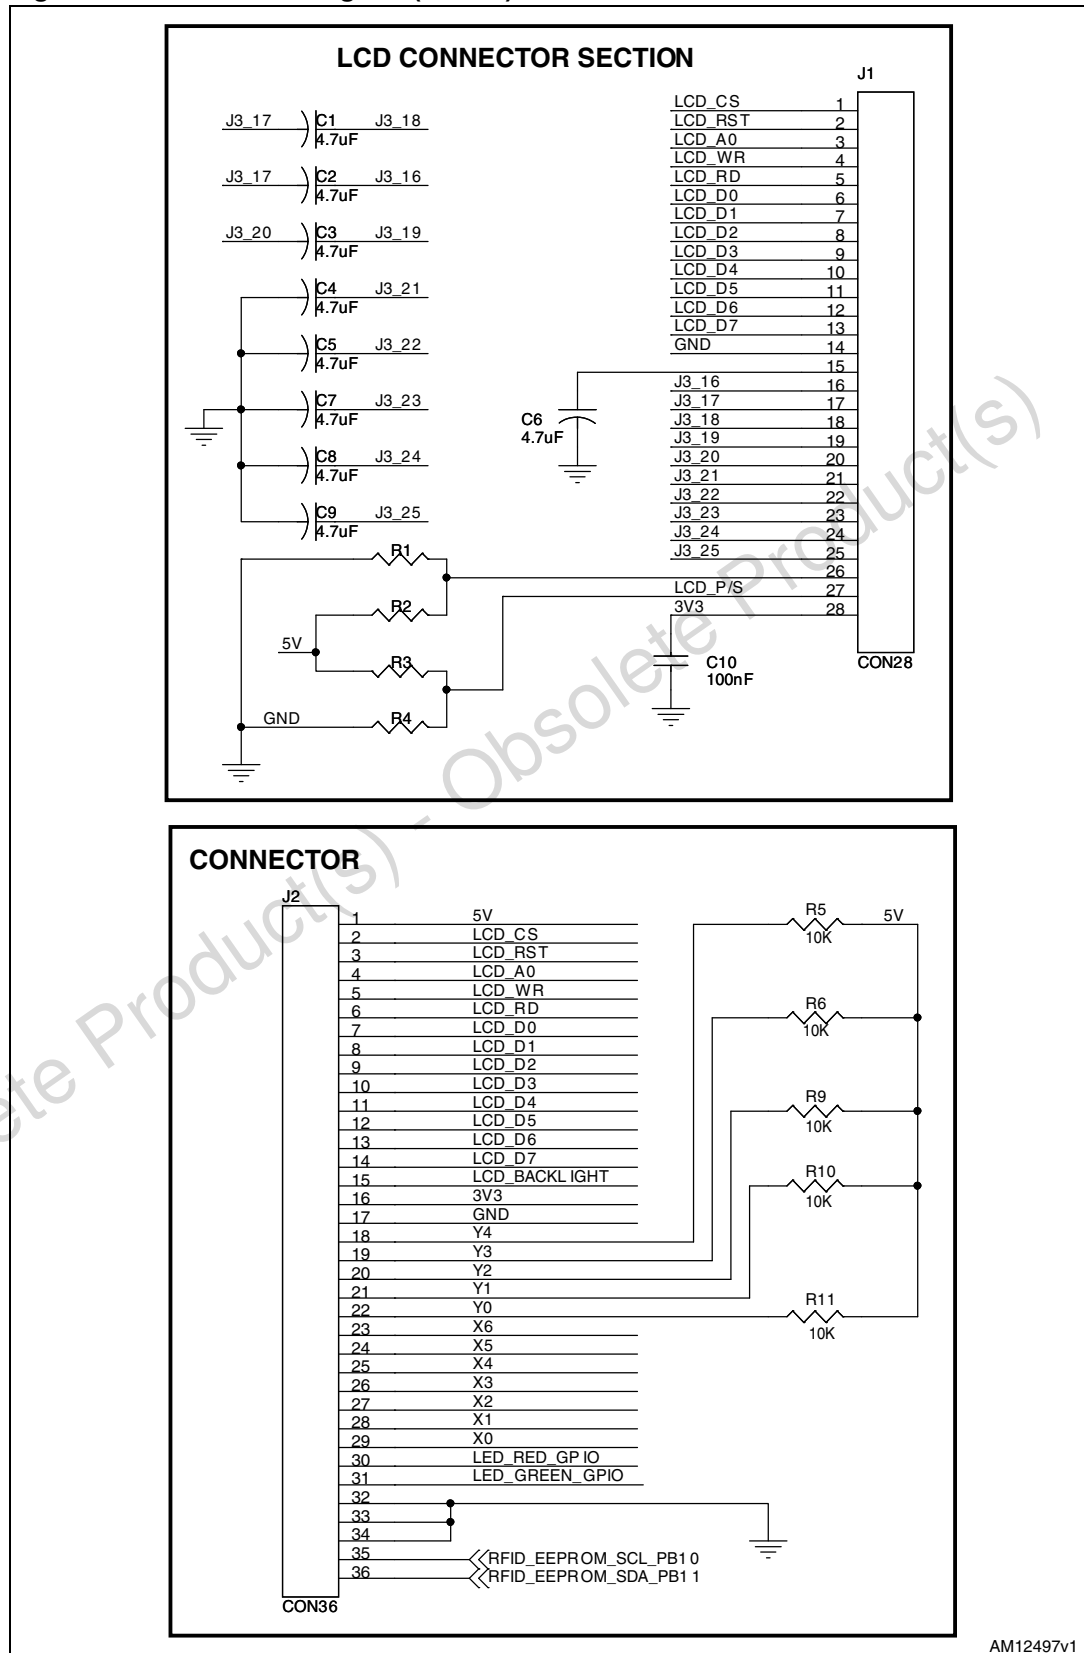 LCD CONNECTOR SECTION
J1
J3_17 C1 J3_18
4.7uF
J3_17 C2 J3_16
4.7uF
J3_20 C3 J3_19
4.7uF
C4 J3_21
4.7uF
C5 J3_22
4.7uF
C7 J3_23
4.7uF
C8 J3_24
4.7uF
C9 J3_25
4.7uF
R1
R2
5V
R3
GND R4
C6
4.7uF
LCD_CS 1
LCD_RST 2
LCD_A0 3
LCD_WR 4
LCD_RD 5
LCD_D0 6
LCD_D1 7
LCD_D2 8
LCD_D3 9
LCD_D4 10
LCD_D5 11
LCD_D6 12
LCD_D7 13
GND 14
15
J3_16 16
J3_17 17
J3_18 18
J3_19 19
J3_20 20
J3_21 21
J3_22 22
J3_23 23
J3_24 24
J3_25 25
26
LCD_P/S 27
3V3 28
C10
100nF
CON28
CONNECTOR
J2
1 5V
2 LCD_CS
3 LCD_RST
4 LCD_A0
5 LCD_WR
6 LCD_RD
7 LCD_D0
8 LCD_D1
9 LCD_D2
10 LCD_D3
11 LCD_D4
12 LCD_D5
13 LCD_D6
14 LCD_D7
15 LCD_BACKLIGHT
16 3V3
17 GND
18 Y4
19 Y3
20 Y2
21 Y1
22 Y0
23 X6
24 X5
25 X4
26 X3
27 X2
28 X1
29 X0
30 LED_RED_GPIO
31 LED_GREEN_GPIO
32
33
34
35 RFID_EEPROM_SCL_PB10
36 RFID_EEPROM_SDA_PB11
CON36
R5 5V
10K
R6
10K
R9
10K
R10
10K
R11
10K
AM12497v1
ete Product(s) - Obsolete Product(s)